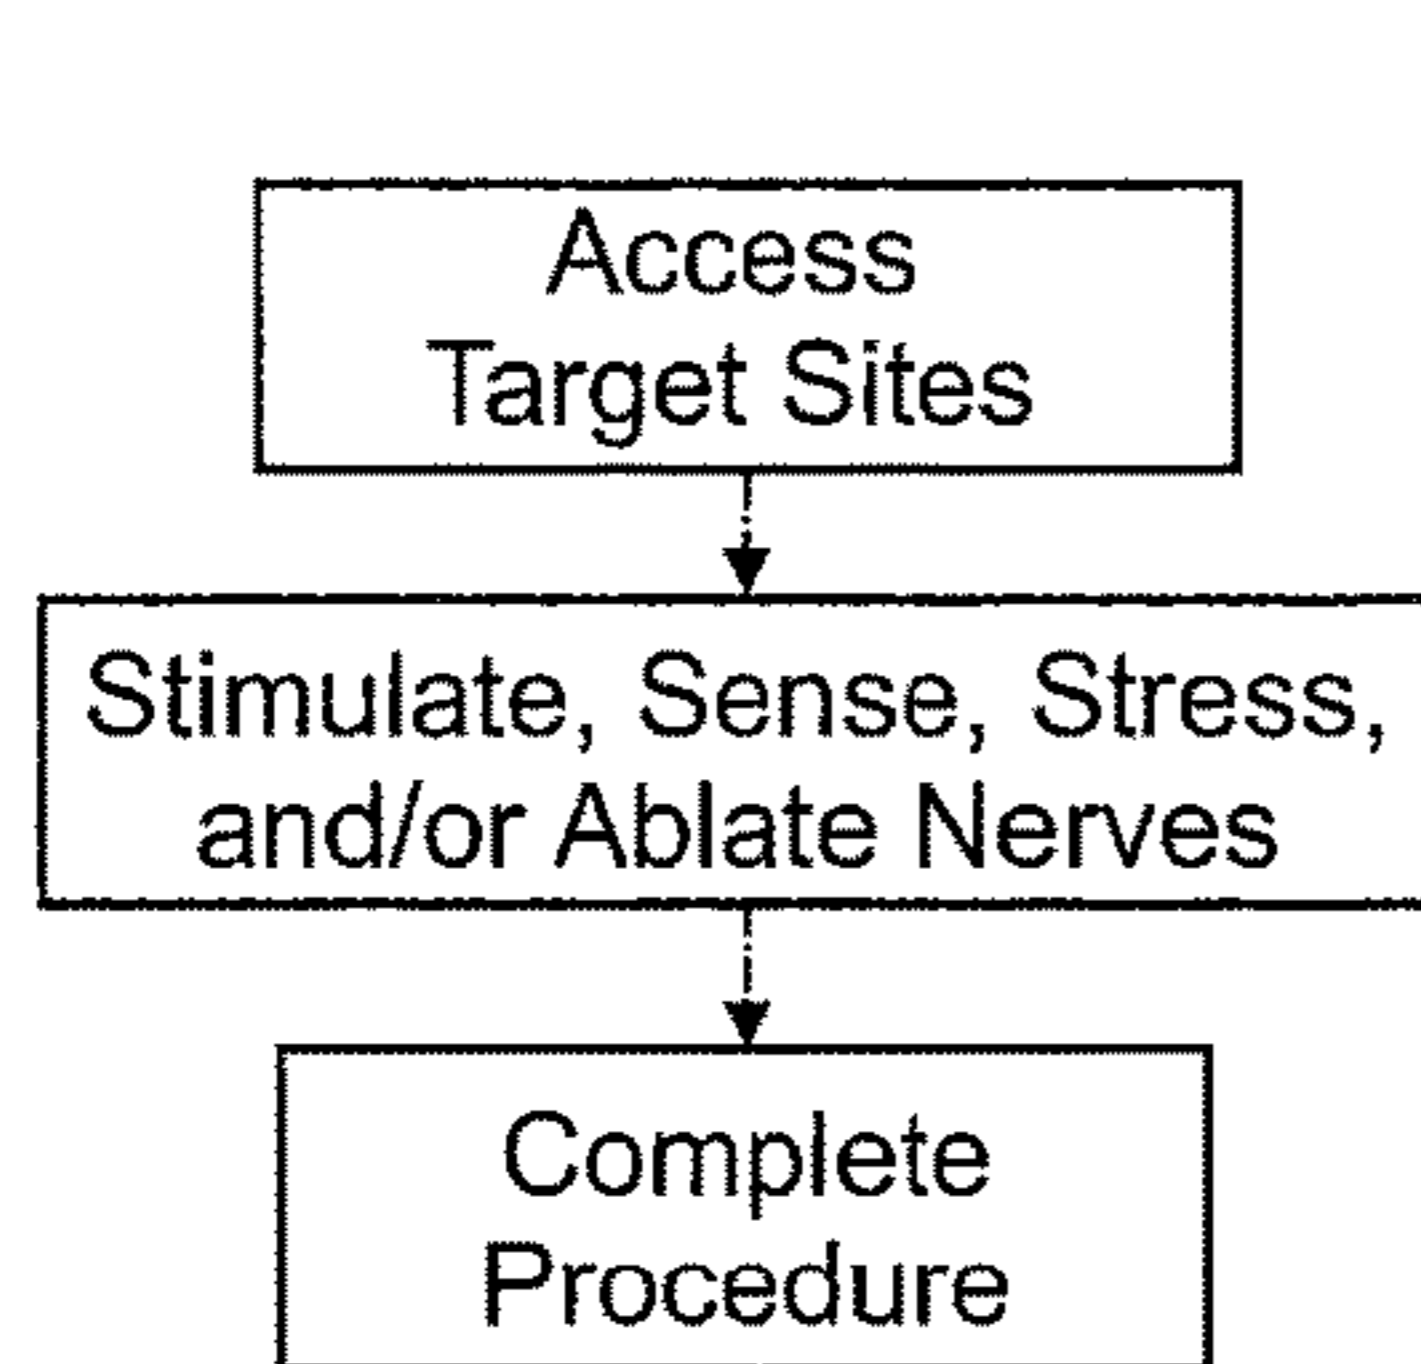 Access
Target Sites
Stimulate, Sense, Stress,
and/or Ablate Nerves
Complete
Procedure